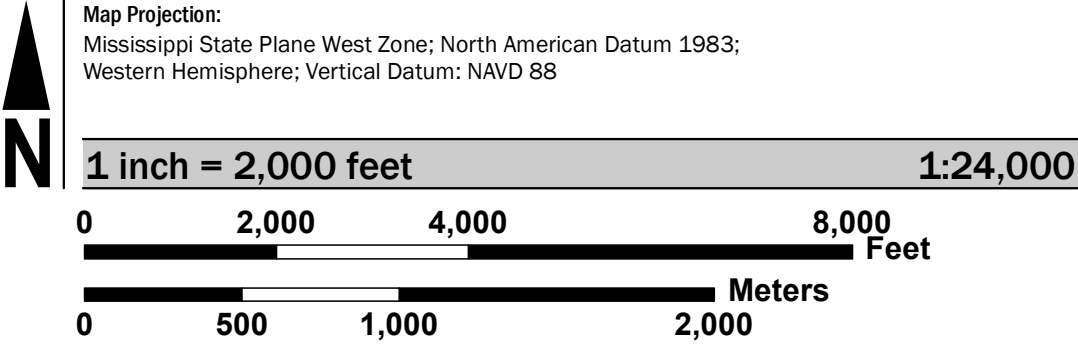 Map Projection:
Mississippi State Plane West Zone; North American Datum 1983;
Western Hemisphere; Vertical Datum: NAVD 88
N
1 inch = 2,000 feet 1:24,000
0 2,000 4,000 8,000
Feet
Meters
0 500 1,000 2,000